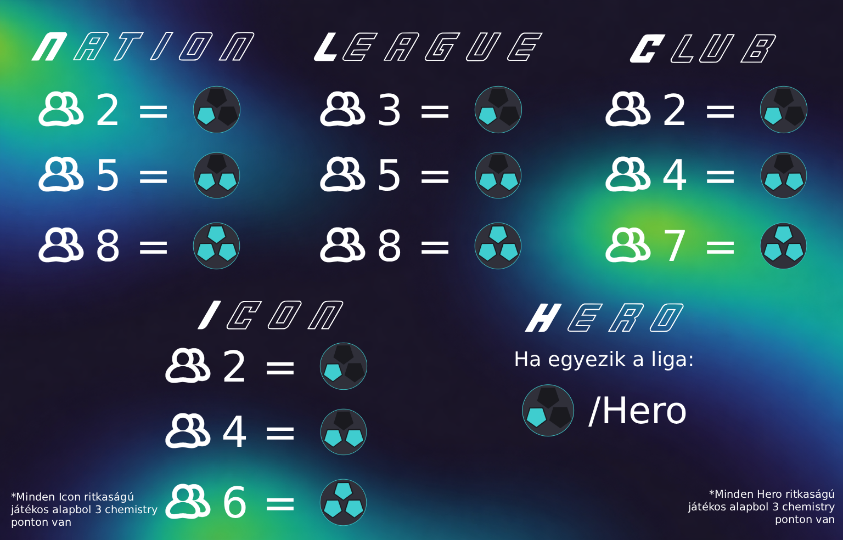 NATION
2 =
5 =
8 =
LEAGUE
3 =
5 =
8 =
CLUB
2 =
4 =
7 =
ICON
2 =
4 =
6 =
HERO
Ha egyezik a liga:
/Hero
*Minden Icon ritkaságú
játékos alapbol 3 chemistry
ponton van
*Minden Hero ritkaságú
játékos alapbol 3 chemistry
ponton van